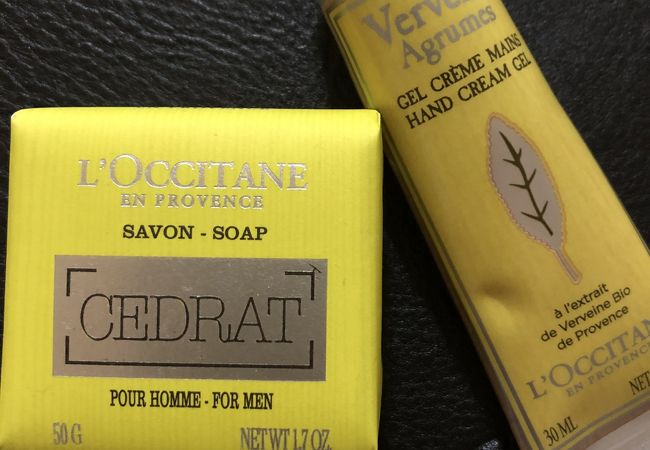 L'OCCITANE
EN PROVENCE
SAVON - SOAP
CEDRAT
POUR HOMME - FOR MEN
50 G NET WT 1.7 OZ.
Agrumes
GEL CRÈME MAINS
HAND CREAM GEL
à l'extrait
de Verveine Bio
de Provence
L'OCCITANE
EN PROVENCE
30 ML NET